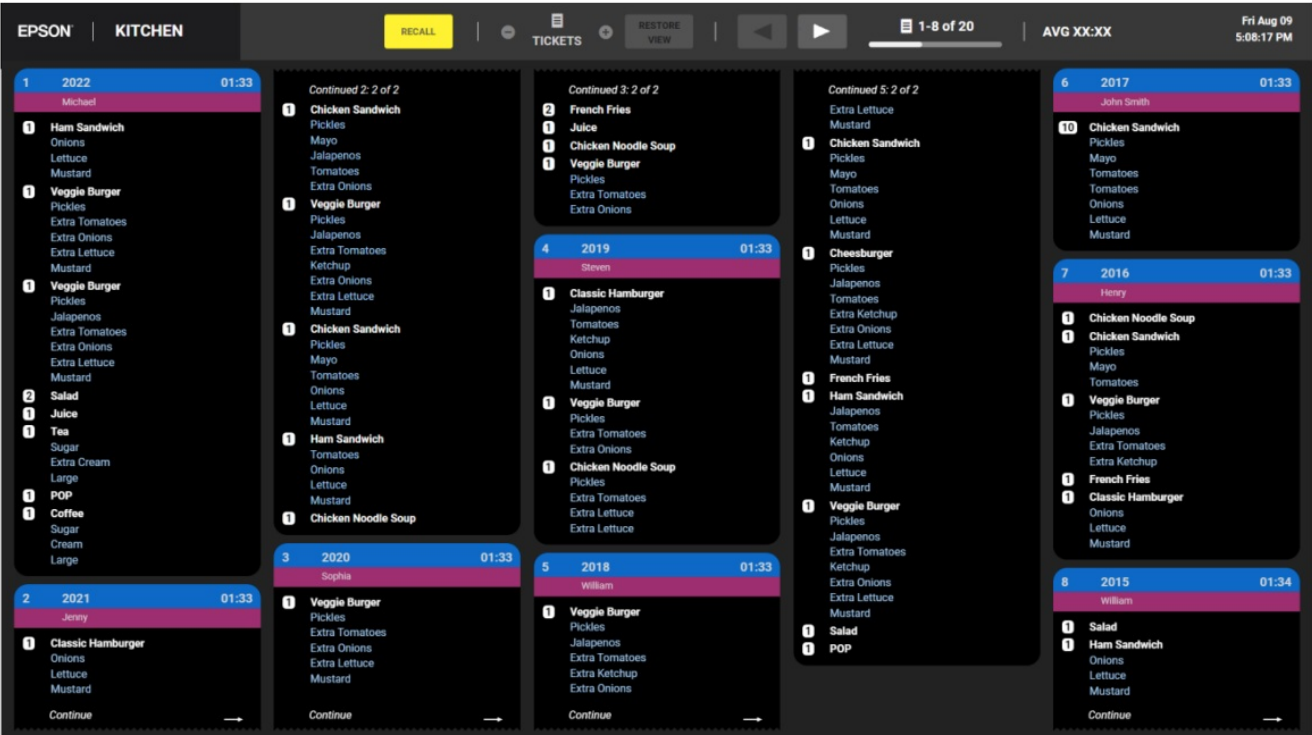 EPSON
KITCHEN
RECALL
TICKETS
RESTORE
VIEW
1-8 of 20
AVG XX:XX
Fri Aug 09
5:08:17 PM
1 2022 01:33
Michael
1 Ham Sandwich
Onions
Lettuce
Mustard
1 Veggie Burger
Pickles
Extra Tomatoes
Extra Onions
Extra Lettuce
Mustard
1 Veggie Burger
Pickles
Jalapenos
Extra Tomatoes
Extra Onions
Extra Lettuce
Mustard
2 Salad
1 Juice
1 Tea
Sugar
Extra Cream
Large
1 POP
1 Coffee
Sugar
Cream
Large
2 2021 01:33
Jenny
1 Classic Hamburger
Onions
Lettuce
Mustard
Continue
Continued 2: 2 of 2
1 Chicken Sandwich
Pickles
Mayo
Jalapenos
Tomatoes
Extra Onions
1 Veggie Burger
Pickles
Jalapenos
Extra Tomatoes
Ketchup
Extra Onions
Extra Lettuce
Mustard
1 Chicken Sandwich
Pickles
Mayo
Tomatoes
Onions
Lettuce
Mustard
1 Ham Sandwich
Tomatoes
Onions
Lettuce
Mustard
1 Chicken Noodle Soup
3 2020 01:33
Sophia
1 Veggie Burger
Pickles
Extra Tomatoes
Extra Onions
Extra Lettuce
Mustard
Continue
Continued 3: 2 of 2
2 French Fries
1 Juice
1 Chicken Noodle Soup
1 Veggie Burger
Pickles
Extra Tomatoes
Extra Onions
4 2019 01:33
Steven
1 Classic Hamburger
Jalapenos
Tomatoes
Ketchup
Onions
Lettuce
Mustard
1 Veggie Burger
Pickles
Extra Tomatoes
Extra Onions
1 Chicken Noodle Soup
Pickles
Extra Tomatoes
Extra Lettuce
Extra Lettuce
5 2018 01:33
William
1 Veggie Burger
Pickles
Jalapenos
Extra Tomatoes
Extra Ketchup
Extra Onions
Continue
Continued 5: 2 of 2
Extra Lettuce
Mustard
1 Chicken Sandwich
Pickles
Mayo
Tomatoes
Onions
Lettuce
Mustard
1 Cheesburger
Pickles
Jalapenos
Tomatoes
Extra Ketchup
Extra Onions
Extra Lettuce
Mustard
1 French Fries
1 Ham Sandwich
Jalapenos
Tomatoes
Ketchup
Onions
Lettuce
Mustard
1 Veggie Burger
Pickles
Jalapenos
Extra Tomatoes
Ketchup
Extra Onions
Extra Lettuce
Mustard
1 Salad
1 POP
6 2017 01:33
John Smith
10 Chicken Sandwich
Pickles
Mayo
Tomatoes
Tomatoes
Onions
Lettuce
Mustard
7 2016 01:33
Henry
1 Chicken Noodle Soup
1 Chicken Sandwich
Pickles
Mayo
Tomatoes
1 Veggie Burger
Pickles
Jalapenos
Extra Tomatoes
Extra Ketchup
1 French Fries
1 Classic Hamburger
Onions
Lettuce
Mustard
8 2015 01:34
William
1 Salad
1 Ham Sandwich
Onions
Lettuce
Mustard
Continue